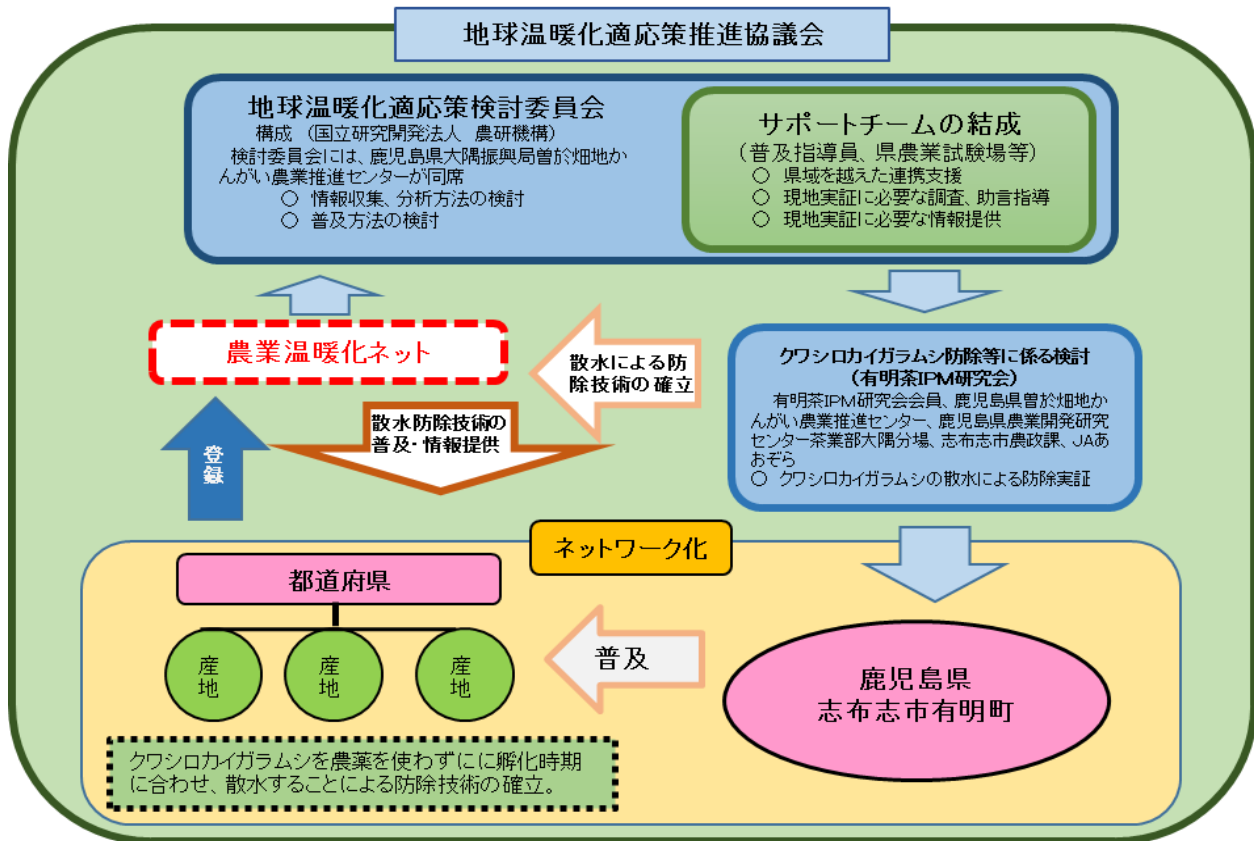 地球温暖化適応策推進協議会
地球温暖化適応策検討委員会
構成　（国立研究開発法人　農研機構）
検討委員会には、鹿児島県大隅振興局曽於畑地か
んがい農業推進センターが同席
○　情報収集、分析方法の検討
○　普及方法の検討
サポートチームの結成
（普及指導員、県農業試験場等）
○　県域を越えた連携支援
○　現地実証に必要な調査、助言指導
○　現地実証に必要な情報提供
農業温暖化ネット
散水による防
除技術の確立
クワシロカイガラムシ防除等に係る検討
（有明茶IPM研究会）
有明茶IPM研究会会員、鹿児島県曽於畑地か
んがい農業推進センター、鹿児島県農業開発研究
センター茶業部大隅分場、志布志市農政課、JAあ
おぞら
○　クワシロカイガラムシの散水による防除実証
登録
散水防除技術の
普及・情報提供
ネットワーク化
都道府県
産
地
産
地
産
地
普及
鹿児島県
志布志市有明町
クワシロカイガラムシを農薬を使わずにに孵化時期
に合わせ、散水することによる防除技術の確立。